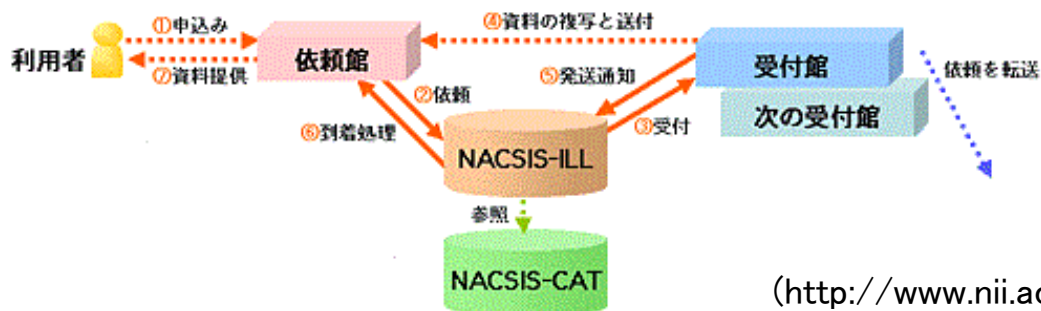 ①申込み
④資料の複写と送付
利用者
依頼館
受付館
依頼を転送
⑦資料提供
②依頼
⑤発送通知
次の受付館
⑥到着処理
③受付
NACSIS-ILL
参照
NACSIS-CAT
(http://www.nii.ac